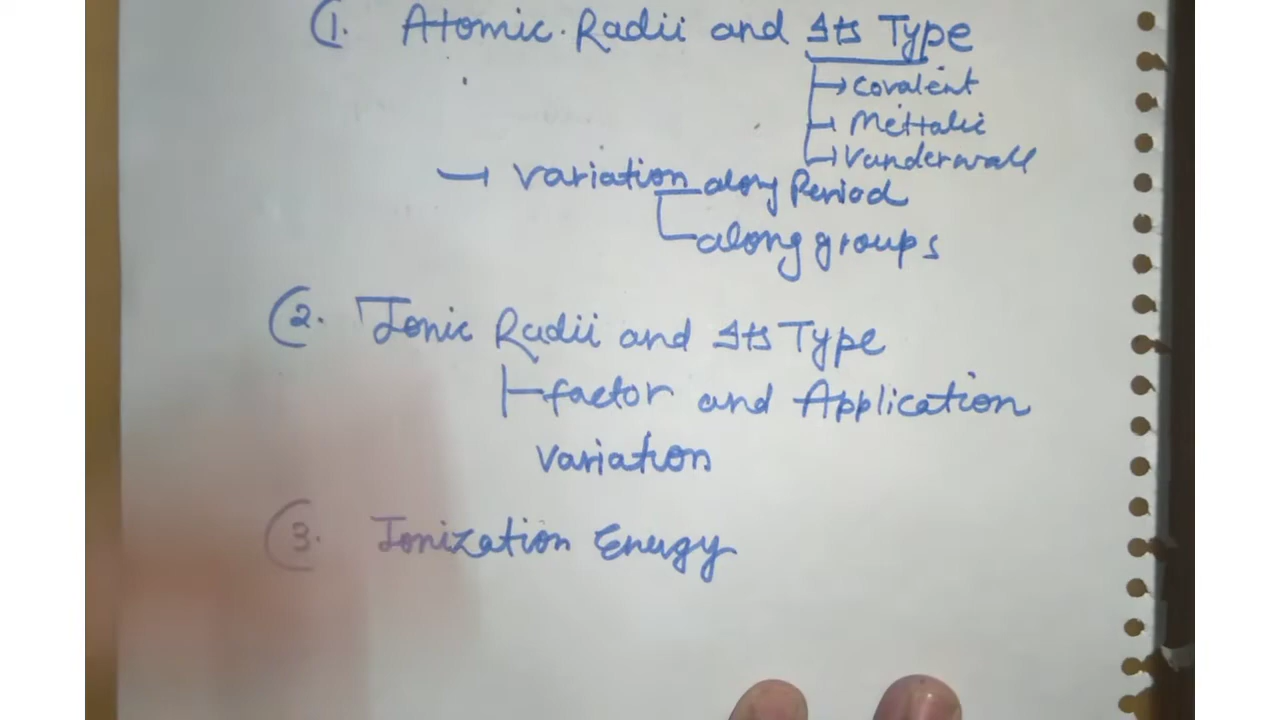 1. Atomic Radii and Its Type
→ Covalent
→ Mettalic
→ Vanderwall
→ variation along Period
along groups
2. Ionic Radii and Its Type
factor and Application
variation
3. Ionization Energy